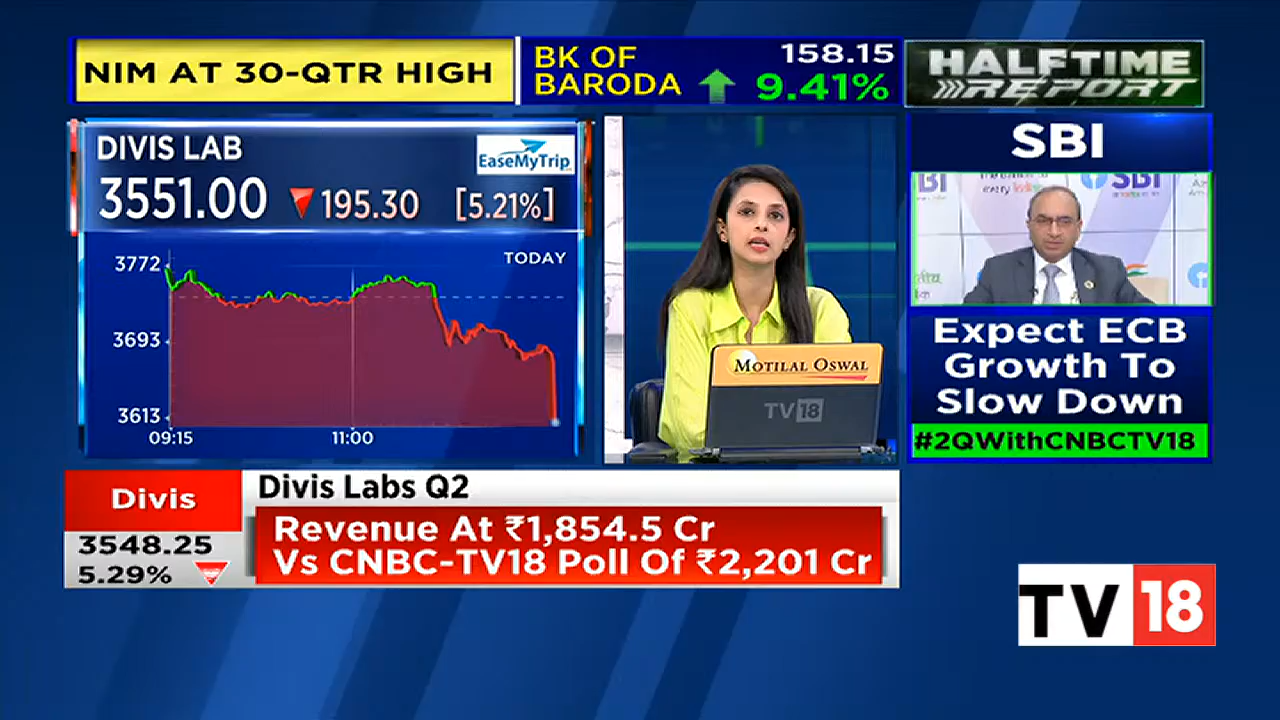 NIM AT 30-QTR HIGH
BK OF
BARODA
158.15
9.41%
HALFTIME
REPORT
DIVIS LAB
EaseMyTrip
3551.00
195.30
[5.21%]
TODAY
3772
3693
3613
09:15
11:00
MOTILAL OSWAL
TV18
SBI
every
SBI
Expect ECB
Growth To
Slow Down
#2QWithCNBCTV18
Divis
3548.25
5.29%
Divis Labs Q2
Revenue At ₹1,854.5 Cr
Vs CNBC-TV18 Poll Of ₹2,201 Cr
TV18